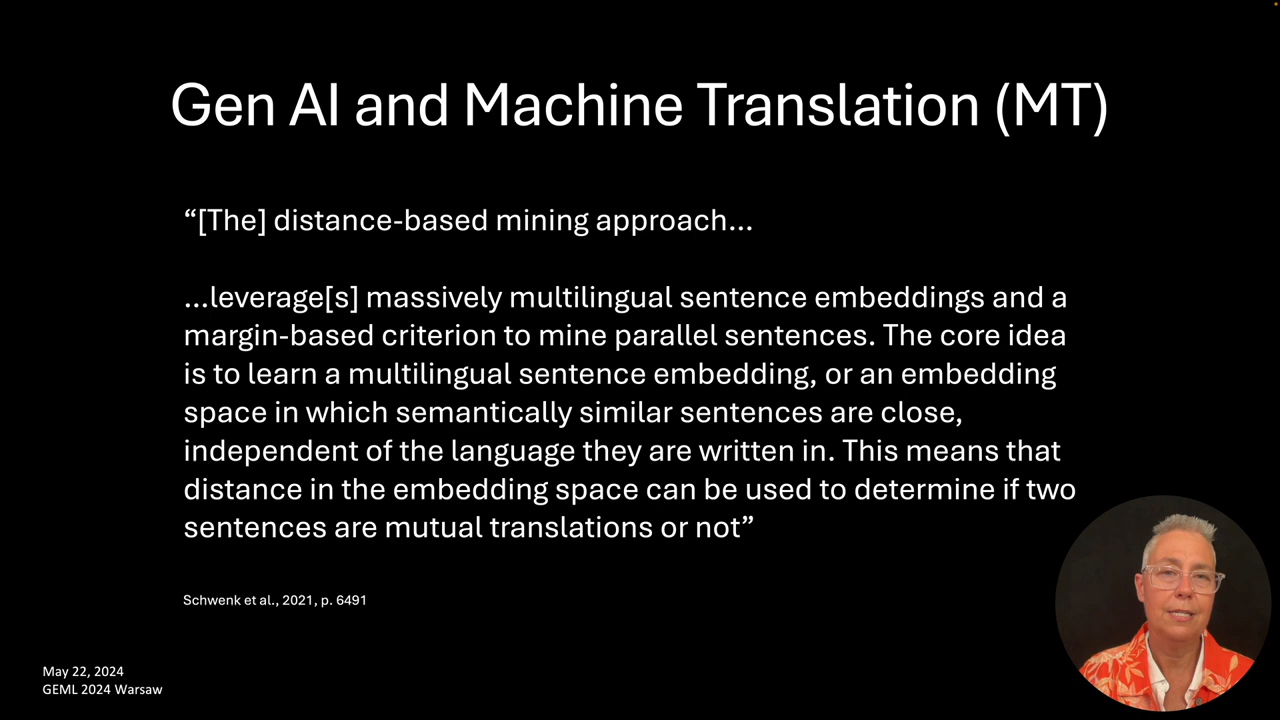 Gen AI and Machine Translation (MT)
“[The] distance-based mining approach…
…leverage[s] massively multilingual sentence embeddings and a
margin-based criterion to mine parallel sentences. The core idea
is to learn a multilingual sentence embedding, or an embedding
space in which semantically similar sentences are close,
independent of the language they are written in. This means that
distance in the embedding space can be used to determine if two
sentences are mutual translations or not”
Schwenk et al., 2021, p. 6491
May 22, 2024
GEML 2024 Warsaw